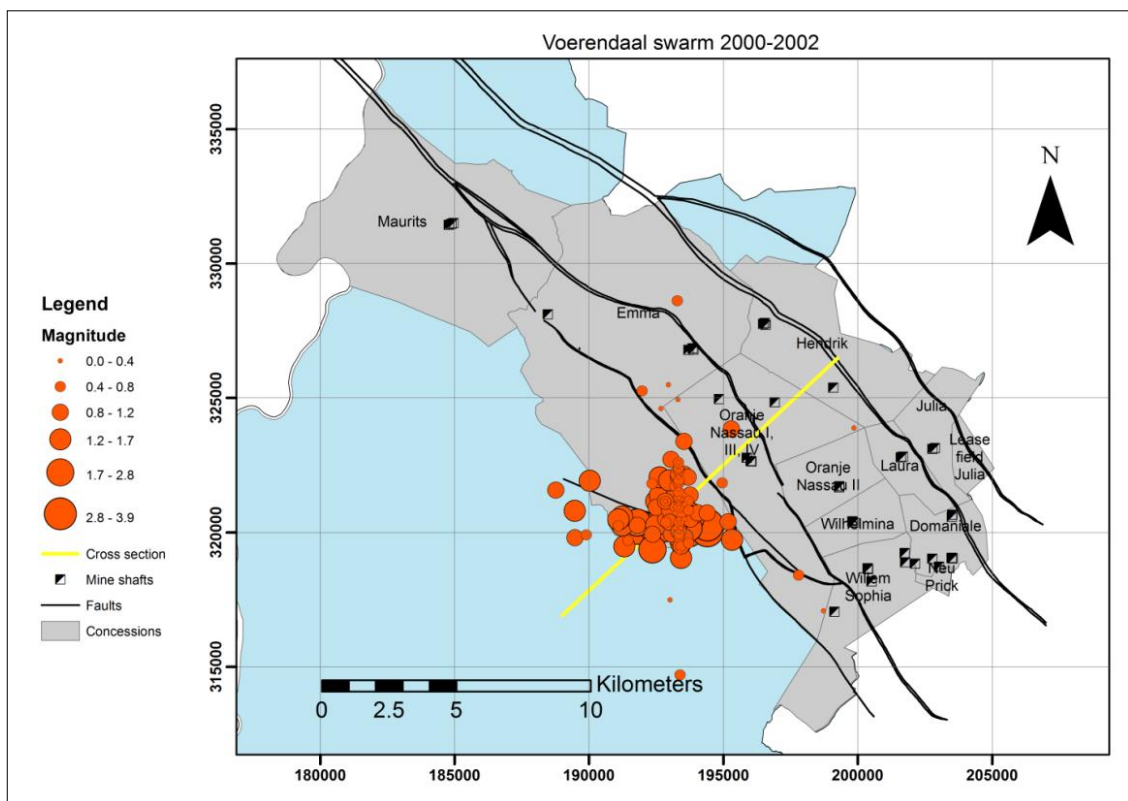 Voerendaal swarm 2000-2002
335000
330000
325000
320000
315000
N
Maurits
Emma
Hendrik
Julia
Oranje
Nassau I,
III, IV
Lease
field
Julia
Laura
Oranje
Nassau II
Wilhelmina
Domaniale
Willem
Sophia
Neu
Prick
Legend
Magnitude
0.0 - 0.4
0.4 - 0.8
0.8 - 1.2
1.2 - 1.7
1.7 - 2.8
2.8 - 3.9
Cross section
Mine shafts
Faults
Concessions
Kilometers
0 2.5 5 10
180000 185000 190000 195000 200000 205000